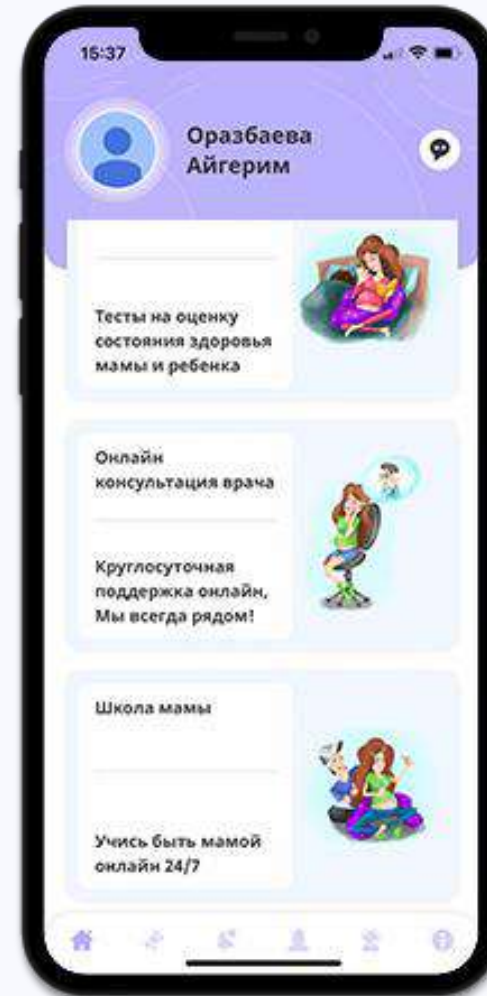 15:37
Оразбаева
Айгерим
Тесты на оценку
состояния здоровья
мамы и ребенка
Онлайн
консультация врача
Круглосуточная
поддержка онлайн,
Мы всегда рядом!
Школа мамы
Учись быть мамой
онлайн 24/7